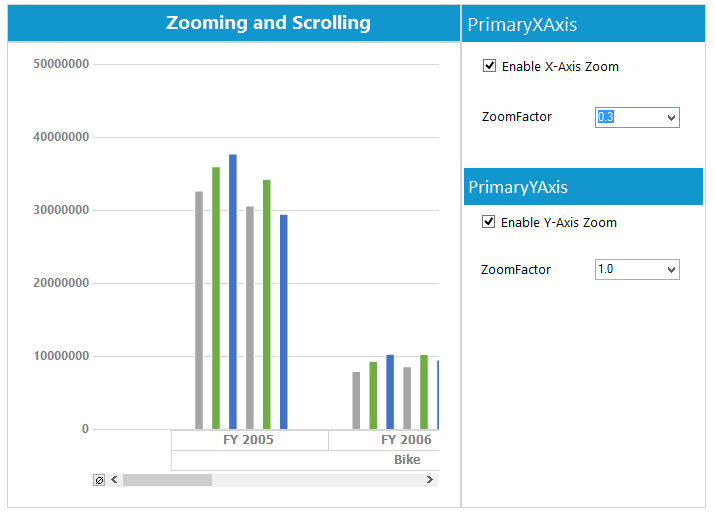 Zooming and Scrolling
50000000
40000000
30000000
20000000
10000000
0
FY 2005 FY 2006
Bike
PrimaryXAxis
Enable X-Axis Zoom
ZoomFactor 0.3
PrimaryYAxis
Enable Y-Axis Zoom
ZoomFactor 1.0